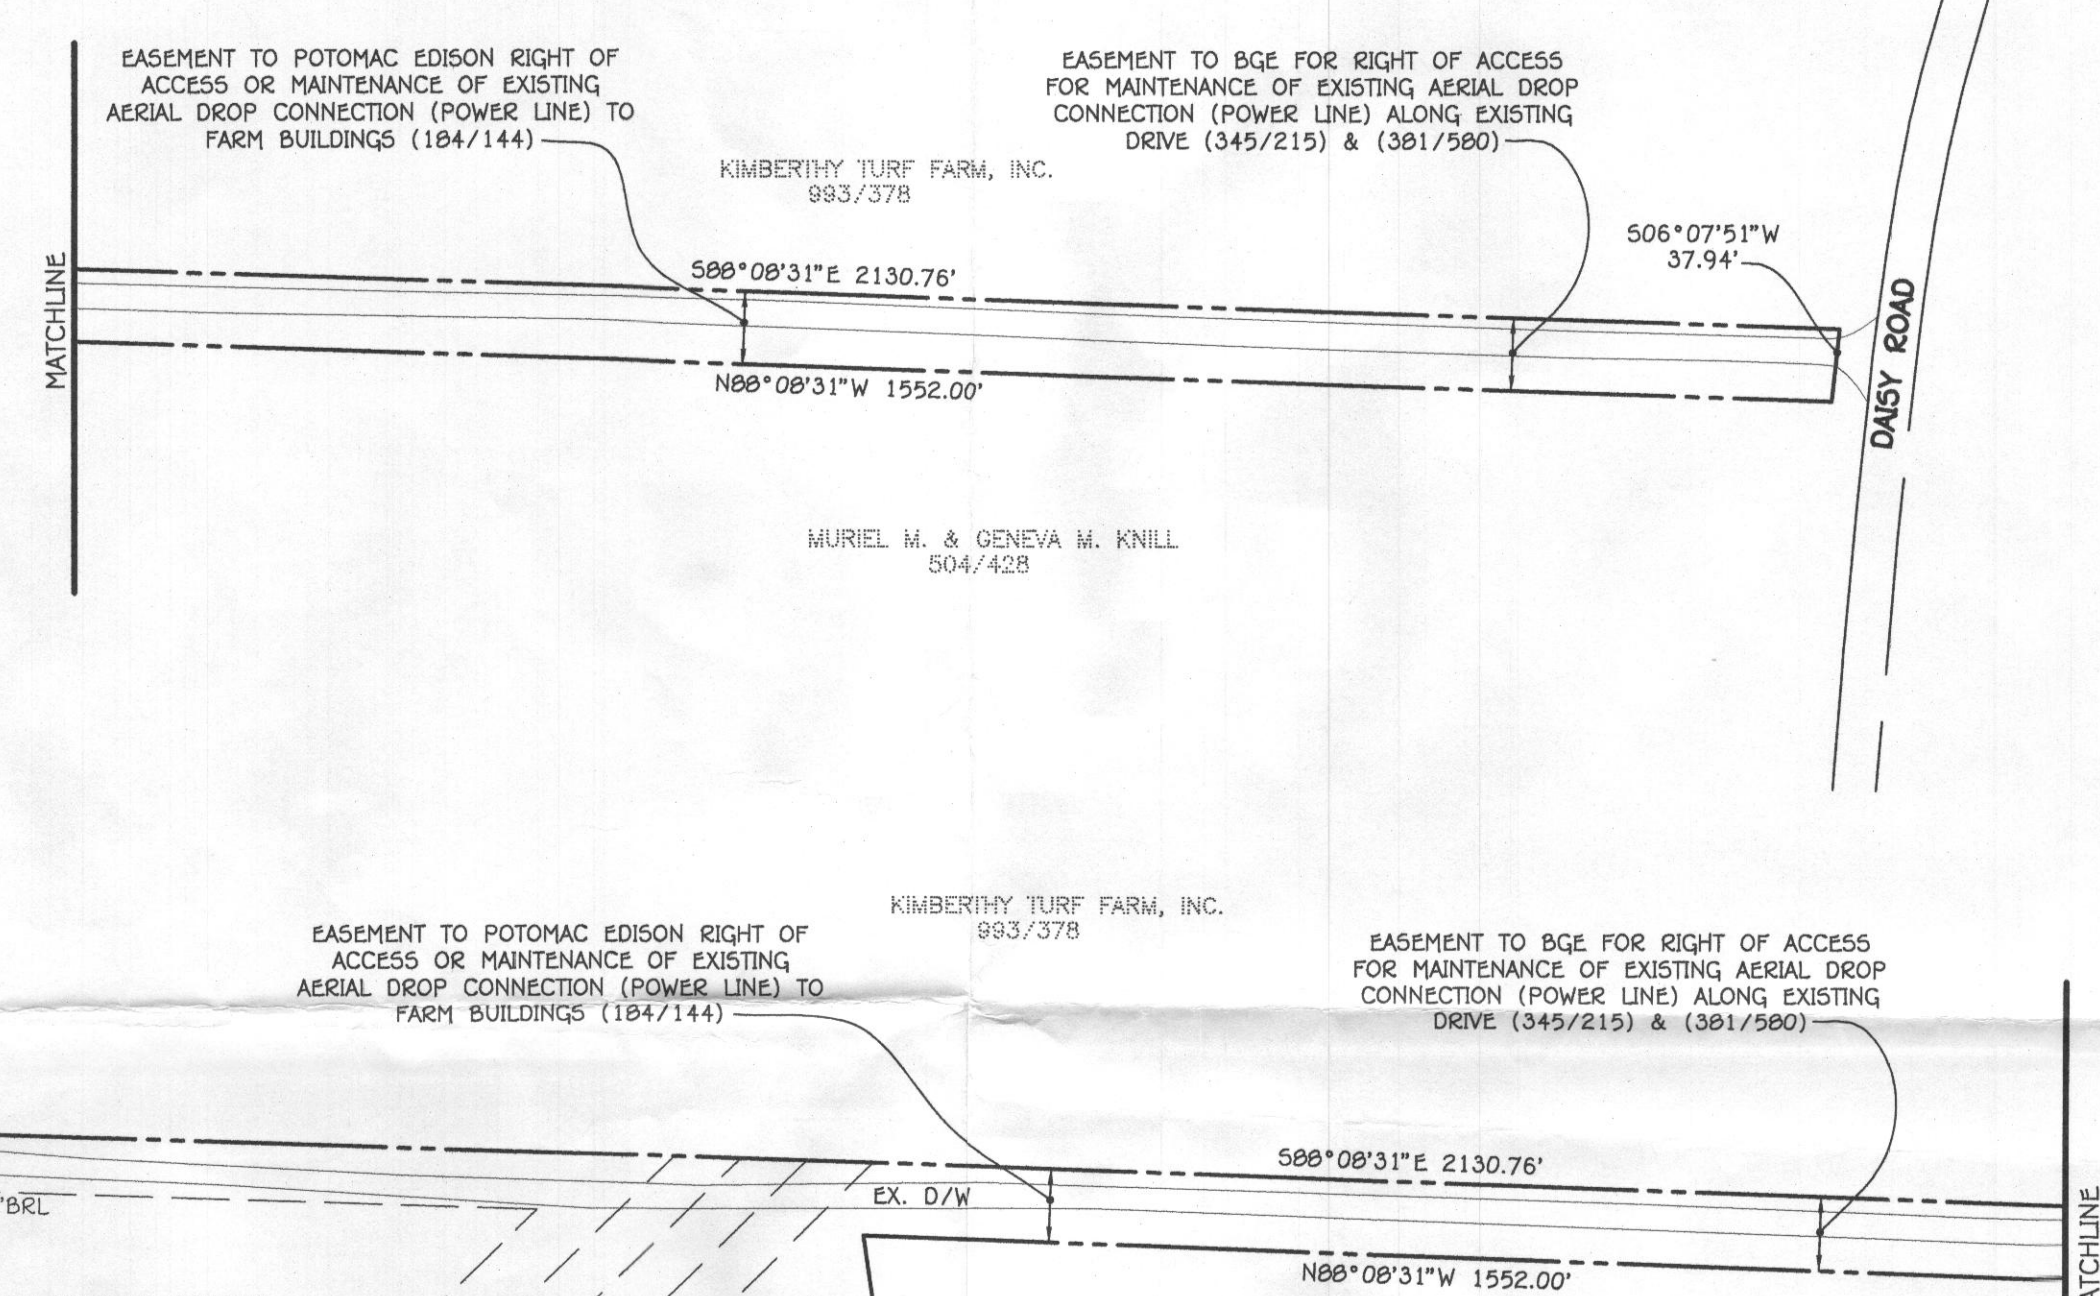 EASEMENT TO POTOMAC EDISON RIGHT OF
ACCESS OR MAINTENANCE OF EXISTING
AERIAL DROP CONNECTION (POWER LINE) TO
FARM BUILDINGS (184/144)
EASEMENT TO BGE FOR RIGHT OF ACCESS
FOR MAINTENANCE OF EXISTING AERIAL DROP
CONNECTION (POWER LINE) ALONG EXISTING
DRIVE (345/215) & (381/580)
KIMBERTHY TURF FARM, INC.
993/378
S06°07'51"W
37.94'
MATCHLINE
S88°08'31"E 2130.76'
N88°08'31"W 1552.00'
DAISY ROAD
MURIEL M. & GENEVA M. KNILL
504/428
KIMBERTHY TURF FARM, INC.
993/378
EASEMENT TO POTOMAC EDISON RIGHT OF
ACCESS OR MAINTENANCE OF EXISTING
AERIAL DROP CONNECTION (POWER LINE) TO
FARM BUILDINGS (184/144)
EASEMENT TO BGE FOR RIGHT OF ACCESS
FOR MAINTENANCE OF EXISTING AERIAL DROP
CONNECTION (POWER LINE) ALONG EXISTING
DRIVE (345/215) & (381/580)
S88°08'31"E 2130.76'
'BRL
EX. D/W
N88°08'31"W 1552.00'
ATCHLINE